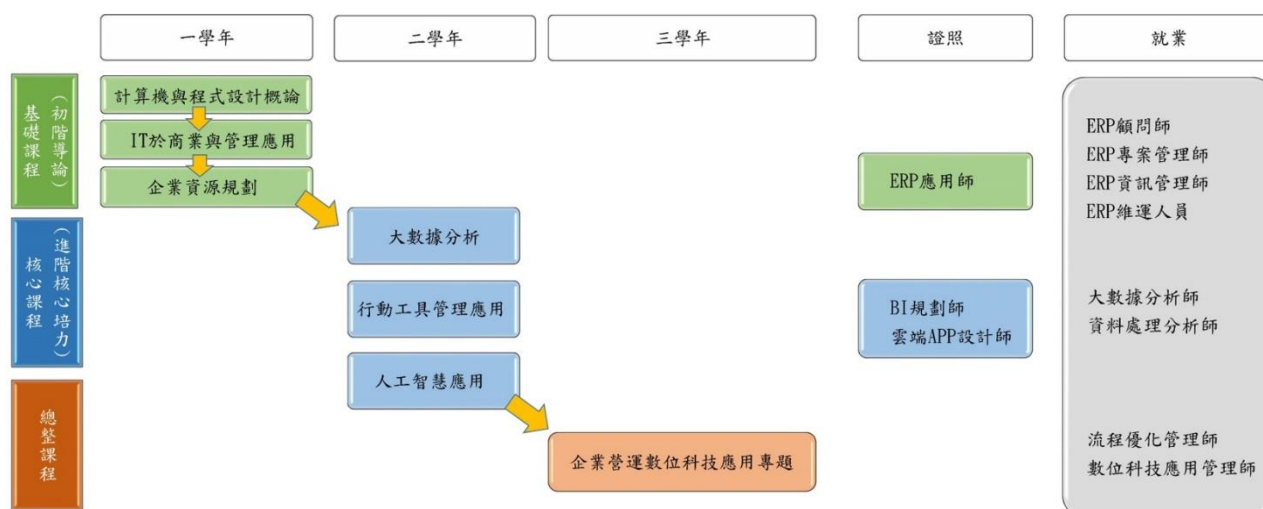 一學年
二學年
三學年
證照
就業
基礎課程
(初階導論)
計算機與程式設計概論
IT於商業與管理應用
企業資源規劃
ERP應用師
ERP顧問師
ERP專案管理師
ERP資訊管理師
ERP維運人員
核心課程
(進階核心培力)
大數據分析
行動工具管理應用
人工智慧應用
BI規劃師
雲端APP設計師
大數據分析師
資料處理分析師
總整課程
企業營運數位科技應用專題
流程優化管理師
數位科技應用管理師